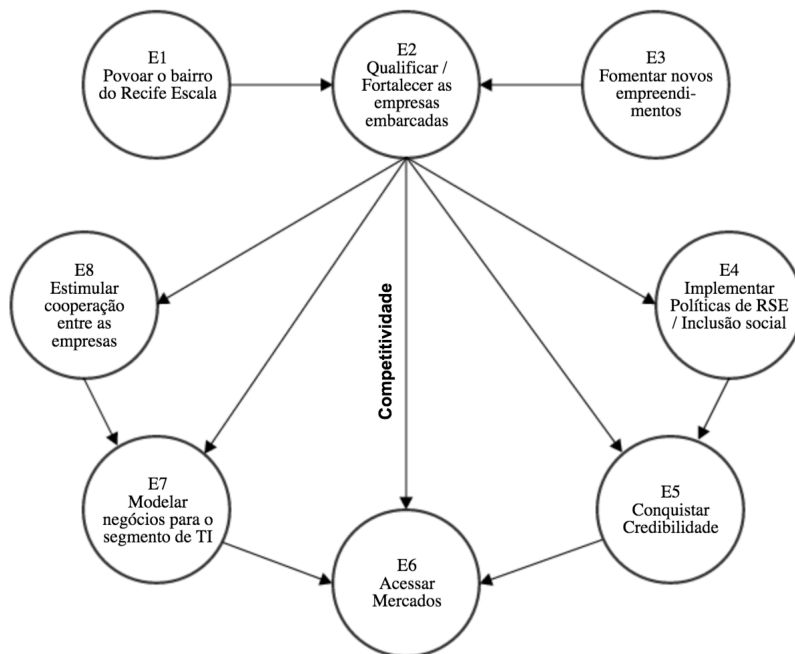 E1
Povoar o bairro
do Recife Escala
E2
Qualificar /
Fortalecer as
empresas
embarcadas
E3
Fomentar novos
empreendi-
mentos
E8
Estimular
cooperação
entre as
empresas
Competitividade
E4
Implementar
Políticas de RSE
/ Inclusão social
E7
Modelar
negócios para o
segmento de TI
E6
Acessar
Mercados
E5
Conquistar
Credibilidade